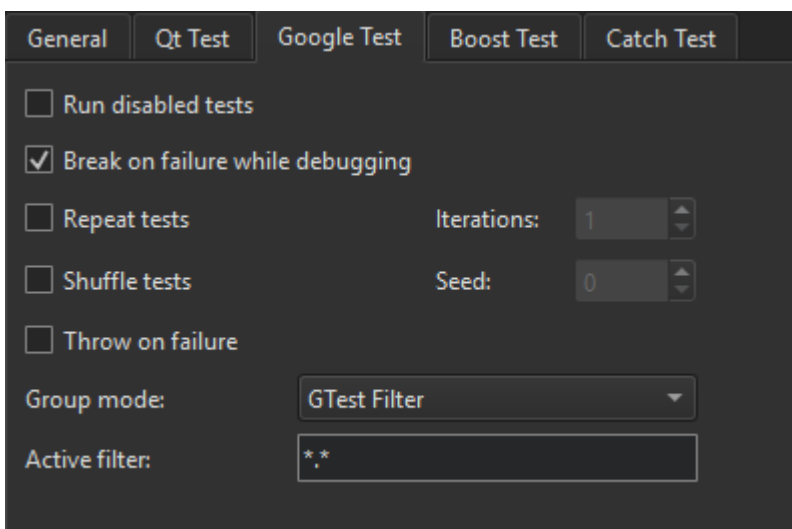 General Qt Test Google Test Boost Test Catch Test
Run disabled tests
Break on failure while debugging
Repeat tests Iterations: 1
Shuffle tests Seed: 0
Throw on failure
Group mode: GTest Filter
Active filter: *.*